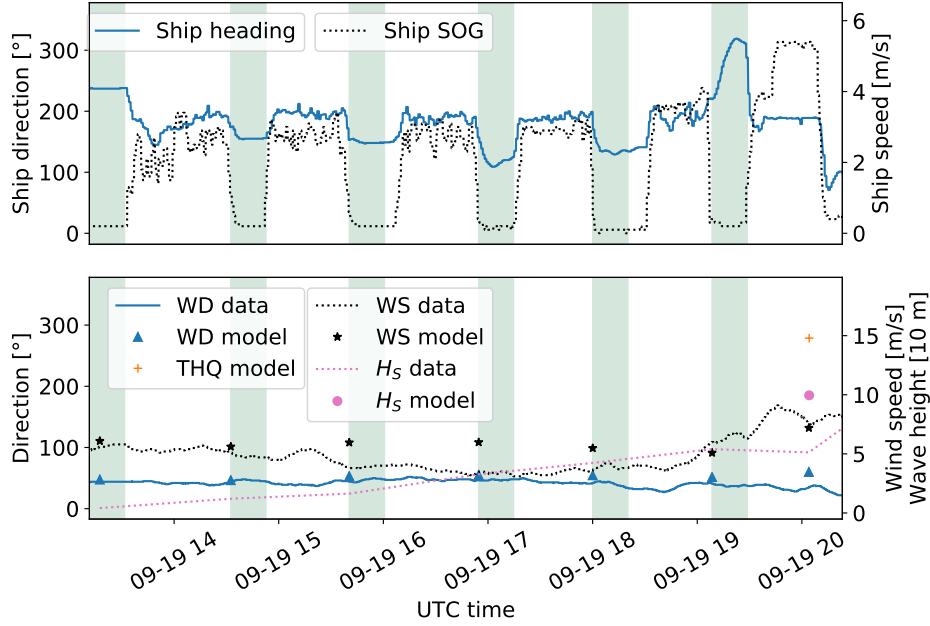 Ship heading
Ship SOG
Ship direction [°]
300
200
100
0
Ship speed [m/s]
6
4
2
0
WD data
WD model
THQ model
WS data
WS model
H_S data
H_S model
Direction [°]
300
200
100
0
Wind speed [m/s]
Wave height [10 m]
15
10
5
0
09-19 14
09-19 15
09-19 16
09-19 17
09-19 18
09-19 19
09-19 20
UTC time